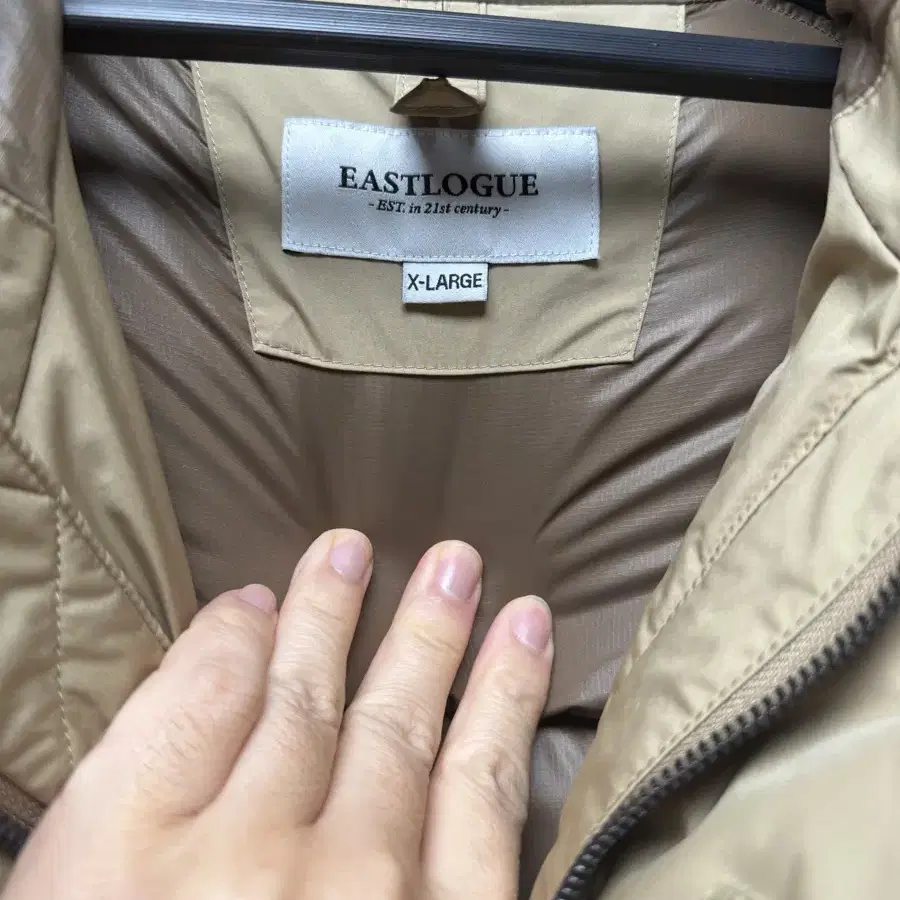 EASTLOGUE
- EST. in 21st century -
X-LARGE